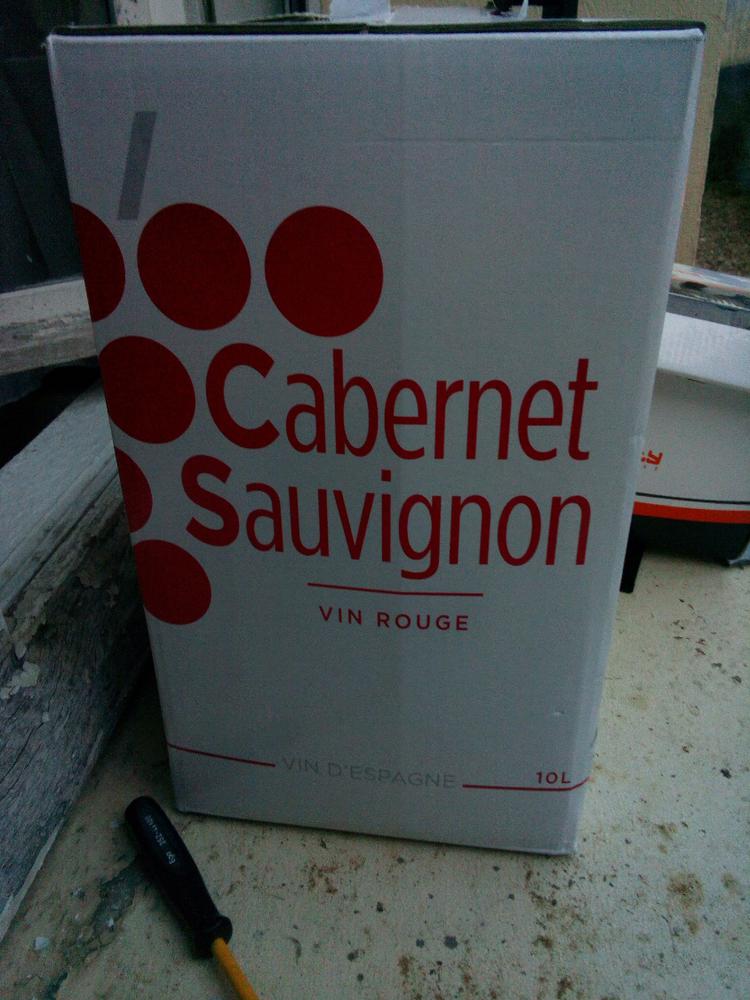 Cabernet
Sauvignon
VIN ROUGE
VIN D'ESPAGNE
10L